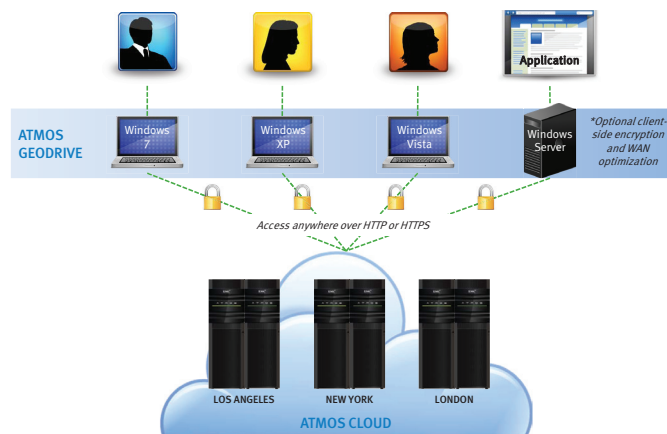 Application
ATMOS
GEODRIVE
Windows
7
Windows
XP
Windows
Vista
Windows
Server
*Optional client-
side encryption
and WAN
optimization
Access anywhere over HTTP or HTTPS
LOS ANGELES
NEW YORK
LONDON
ATMOS CLOUD